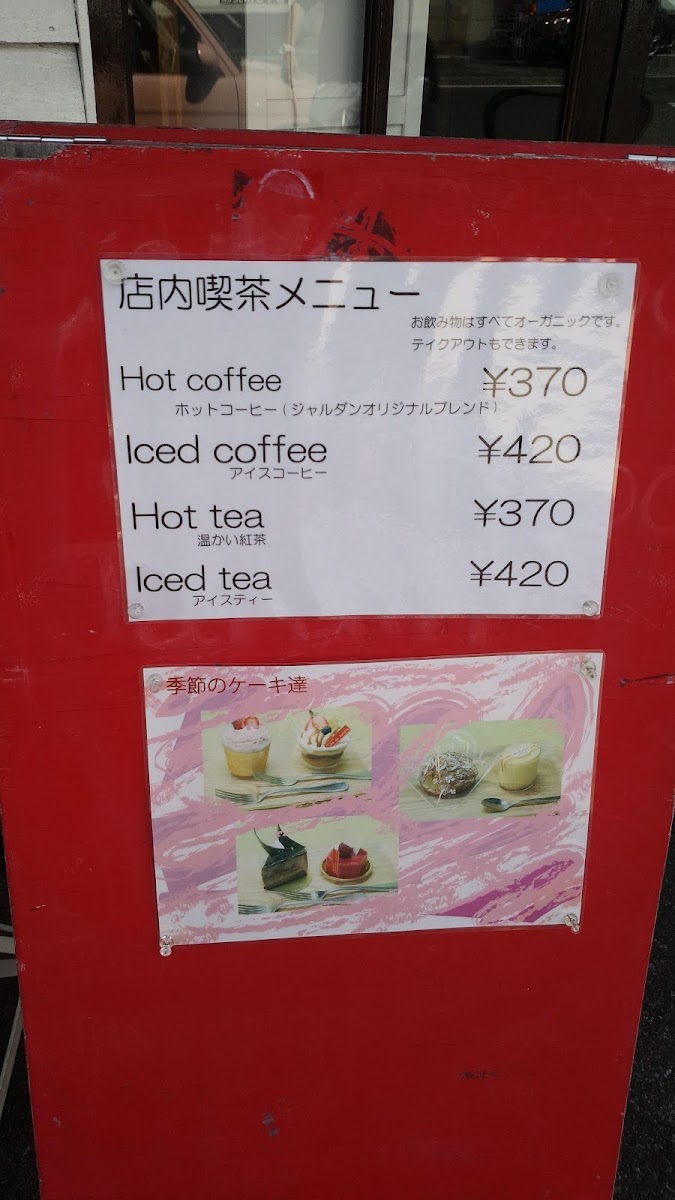 店内喫茶メニュー
お飲み物はすべてオーガニックです。
テイクアウトもできます。
Hot coffee ¥370
ホットコーヒー(ジャルダンオリジナルブレンド)
Iced coffee ¥420
アイスコーヒー
Hot tea ¥370
温かい紅茶
Iced tea ¥420
アイスティー
季節のケーキ達